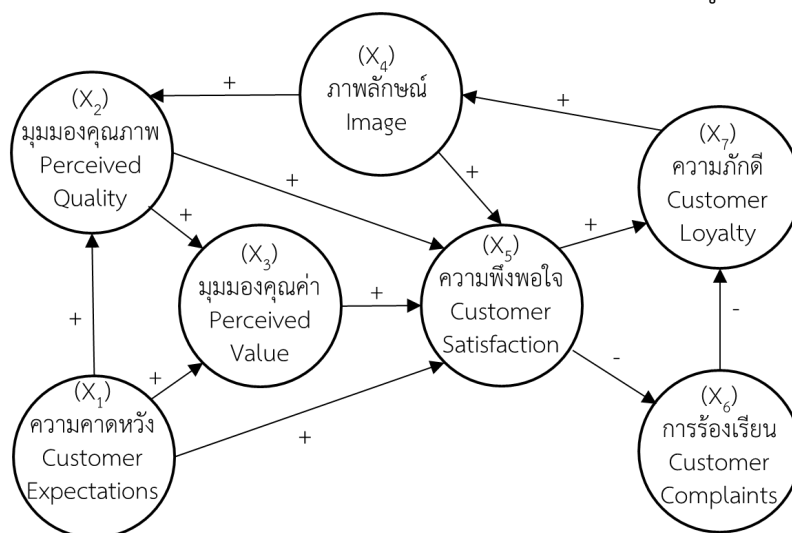 (X4)
ภาพลักษณ์
Image
(X2)
มุมมองคุณภาพ
Perceived
Quality
(X7)
ความภักดี
Customer
Loyalty
(X3)
มุมมองคุณค่า
Perceived
Value
(X5)
ความพึงพอใจ
Customer
Satisfaction
(X1)
ความคาดหวัง
Customer
Expectations
(X6)
การร้องเรียน
Customer
Complaints
+
+
+
+
+
+
+
+
+
+
-
-